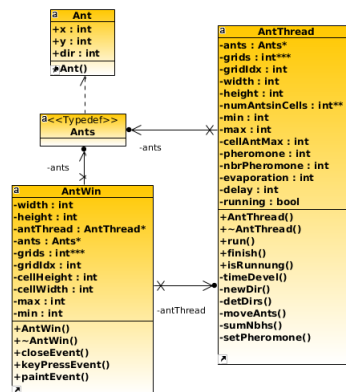 a
Ant
+x : int
+y : int
+dir : int
+Ant()
a
<<Typedef>>
Ants
-ants
-ants
a
AntWin
-width : int
-height : int
-antThread : AntThread*
-ants : Ants*
-grids : int***
-gridIdx : int
-cellHeight : int
-cellWidth : int
-max : int
-min : int
+AntWin()
+~AntWin()
+closeEvent()
+keyPressEvent()
+paintEvent()
-antThread
a
AntThread
-ants : Ants*
-grids : int***
-gridIdx : int
-width : int
-height : int
-numAntsinCells : int**
-min : int
-max : int
-cellAntMax : int
-pheromone : int
-nbrPheromone : int
-evaporation : int
-delay : int
-running : bool
+AntThread()
+~AntThread()
+run()
+finish()
+isRunnung()
-timeDevel()
-newDir()
-detDirs()
-moveAnts()
-sumNbhs()
-setPheromone()